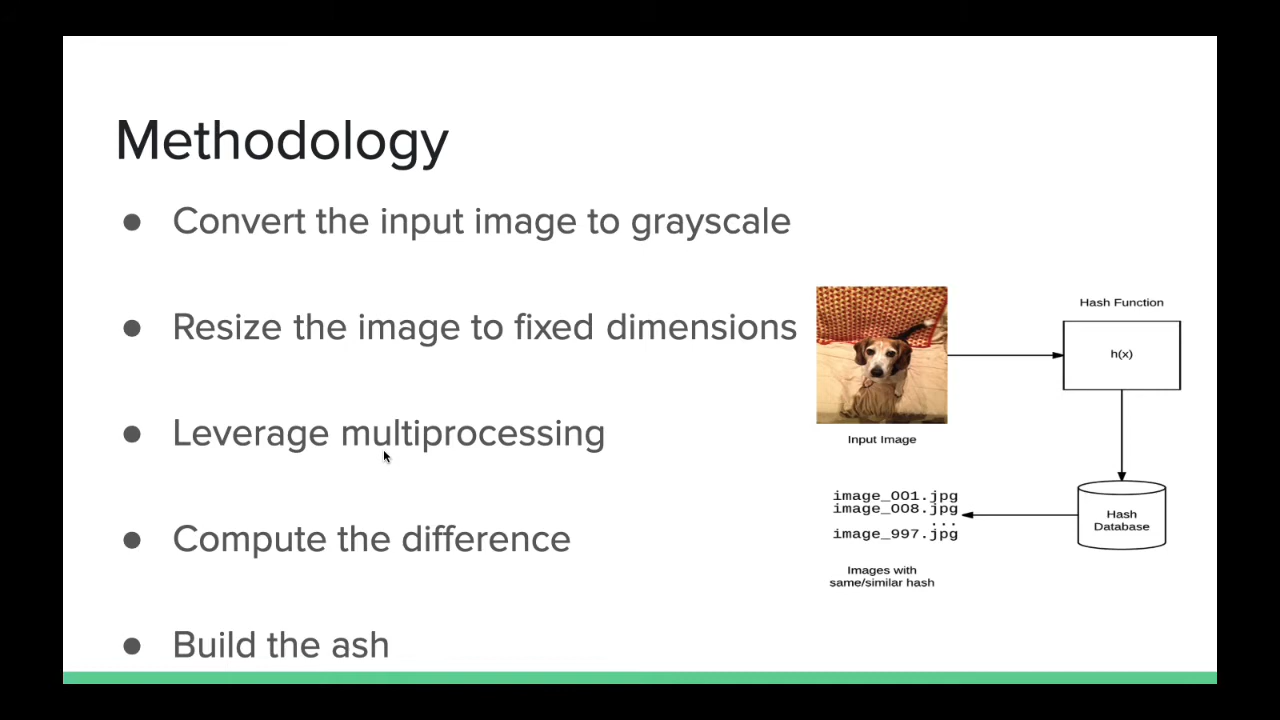 Methodology
● Convert the input image to grayscale
● Resize the image to fixed dimensions
● Leverage multiprocessing
● Compute the difference
● Build the ash
Hash Function
h(x)
Input Image
Hash
Database
image_001.jpg
image_008.jpg
...
image_997.jpg
Images with
same/similar hash